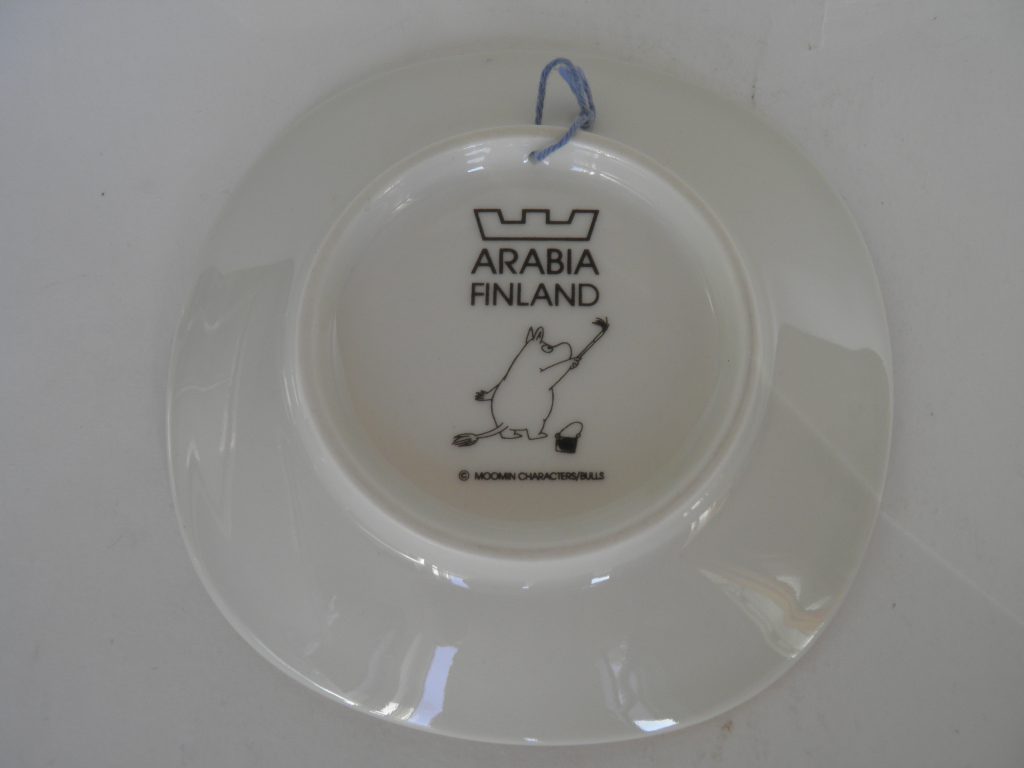 ARABIA
FINLAND
© MOOMIN CHARACTERS/BULLS